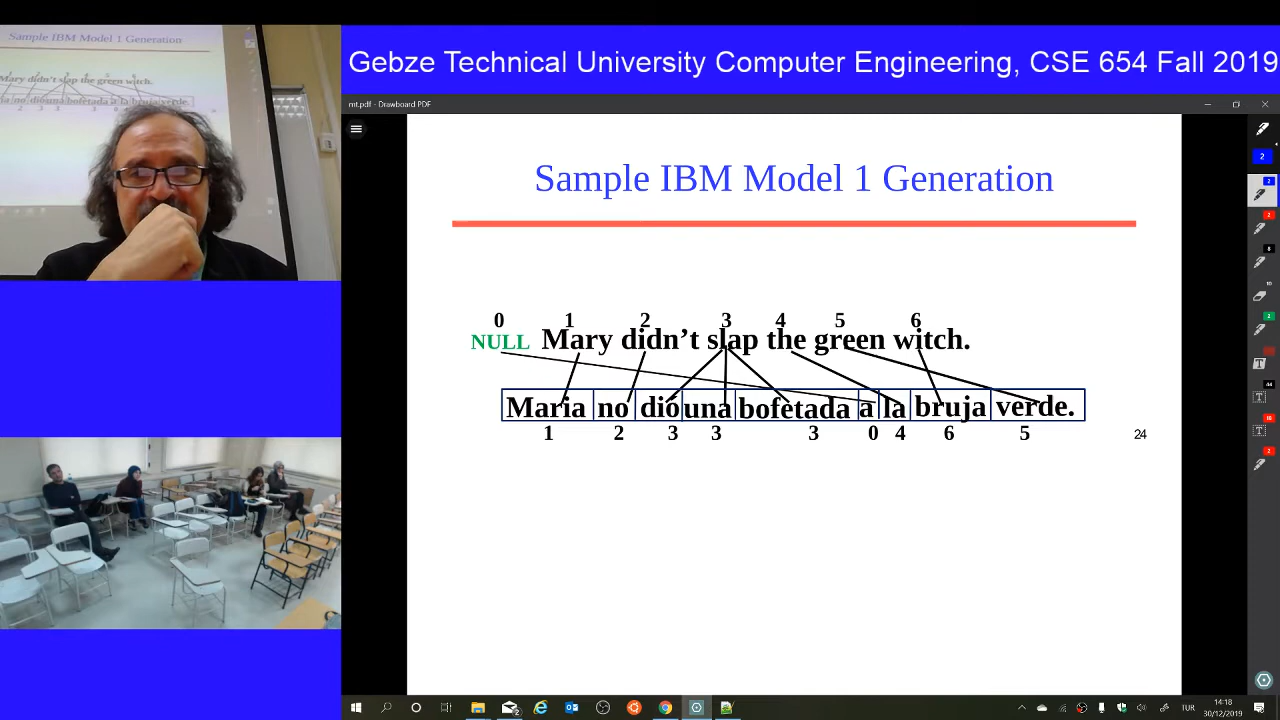 Sample IBM Model 1 Generation
Mary didn't slap the green witch.
Gebze Technical University Computer Engineering, CSE 654 Fall 2019
mt.pdf - Drawboard PDF
Sample IBM Model 1 Generation
0 1 2 3 4 5 6
NULL Mary didn’t slap the green witch.
Maria no dió una bofetada a la bruja verde.
1 2 3 3 3 0 4 6 5
24
TUR
14:18
30/12/2019